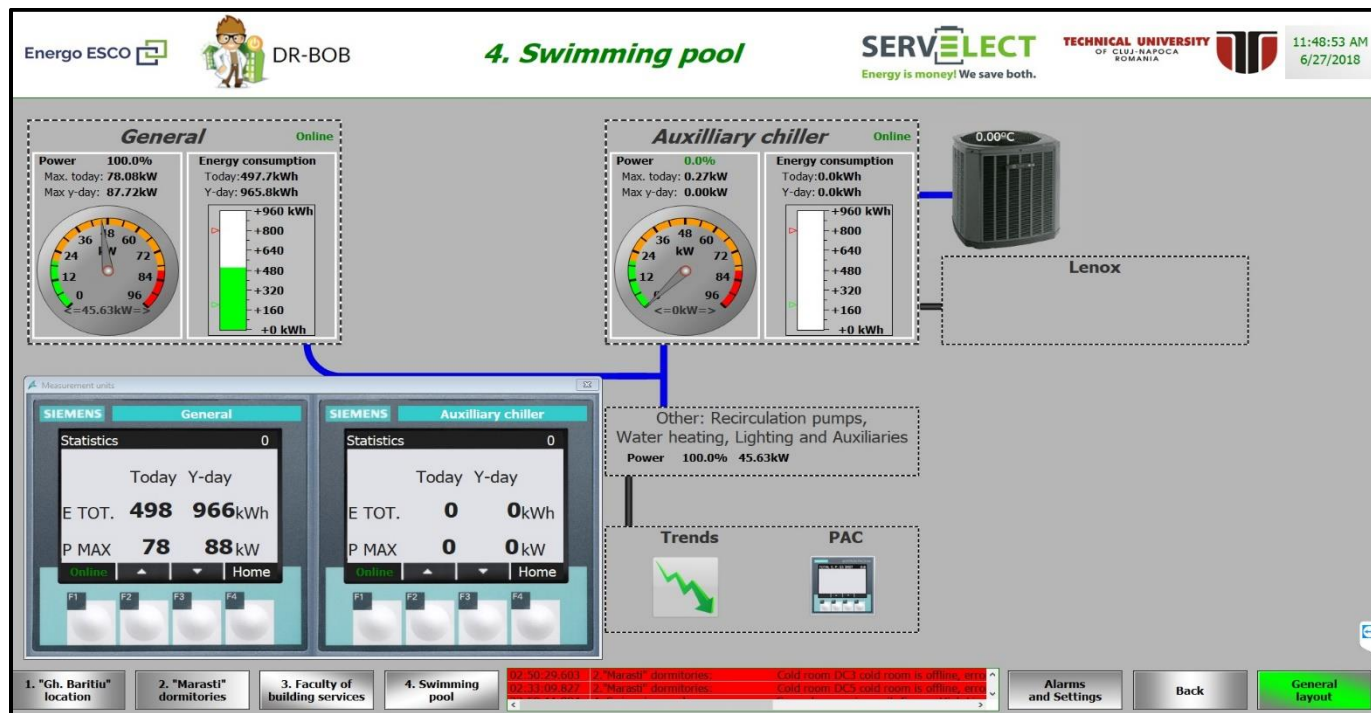 Energo ESCO
DR-BOB
4. Swimming pool
SERVELECT
Energy is money! We save both.
TECHNICAL UNIVERSITY
OF CLUJ-NAPOCA
ROMANIA
11:48:53 AM
6/27/2018
General Online
Power 100.0%
Max. today: 78.08kW
Max y-day: 87.72kW
36 48 60
kW
24 72
12 84
0 96
<=45.63kW=>
Energy consumption
Today:497.7kWh
Y-day: 965.8kWh
+960 kWh
+800
+640
+480
+320
+160
+0 kWh
Auxilliary chiller Online
Power 0.0%
Max. today: 0.27kW
Max y-day: 0.00kW
36 48 60
kW
24 72
12 84
96
<=0kW=>
Energy consumption
Today:0.0kWh
Y-day: 0.0kWh
+960 kWh
+800
+640
+480
+320
+160
+0 kWh
0.00ºC
Lenox
Measurement units
SIEMENS General
Statistics 0
Today Y-day
E TOT. 498 966kWh
P MAX 78 88kW
Online Home
F1 F2 F3 F4
SIEMENS Auxilliary chiller
Statistics 0
Today Y-day
E TOT. 0 0kWh
P MAX 0 0kW
Online Home
F1 F2 F3 F4
Other: Recirculation pumps,
Water heating, Lighting and Auxiliaries
Power 100.0% 45.63kW
Trends
PAC
1. "Gh. Baritiu"
location
2. "Marasti"
dormitories
3. Faculty of
building services
4. Swimming
pool
02:50:29.603 2."Marasti" dormitories: Cold room DC3 cold room is offline, erro
02:33:09.827 2."Marasti" dormitories: Cold room DC5 cold room is offline, erro
Alarms
and Settings
Back
General
layout